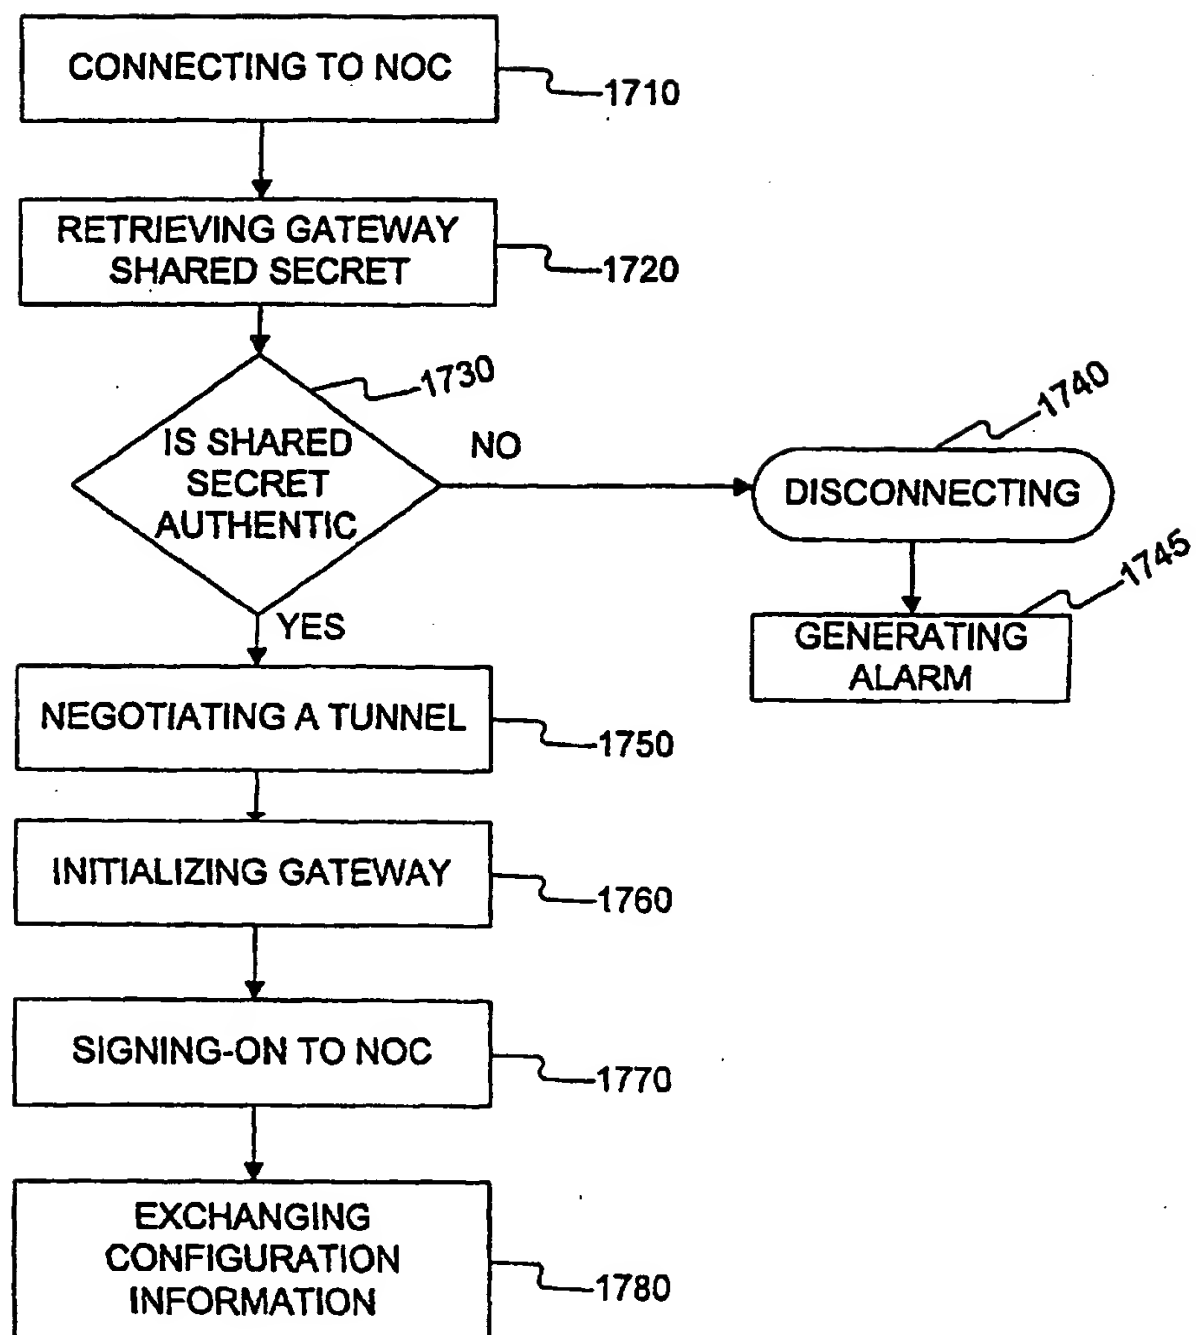 CONNECTING TO NOC
1710
RETRIEVING GATEWAY
SHARED SECRET
1720
1730
IS SHARED
SECRET
AUTHENTIC
NO
1740
DISCONNECTING
1745
GENERATING
ALARM
YES
NEGOTIATING A TUNNEL
1750
INITIALIZING GATEWAY
1760
SIGNING-ON TO NOC
1770
EXCHANGING
CONFIGURATION
INFORMATION
1780